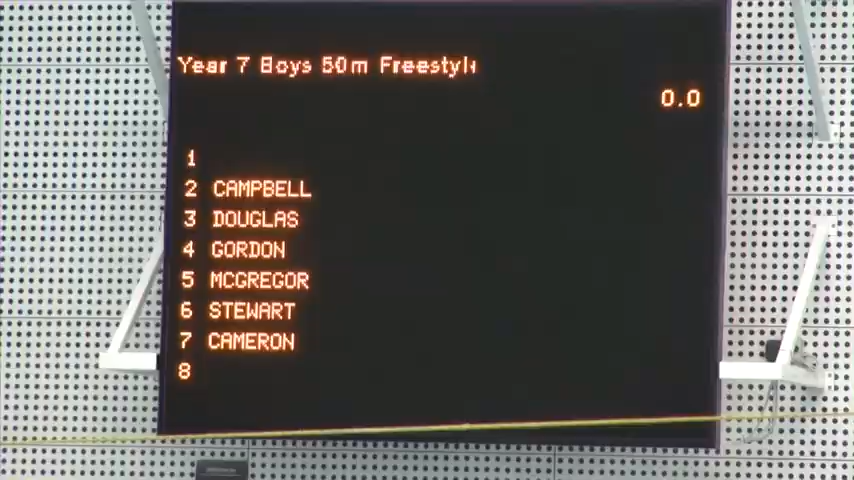 Year 7 Boys 50m Freestyl
0.0
1
2 CAMPBELL
3 DOUGLAS
4 GORDON
5 MCGREGOR
6 STEWART
7 CAMERON
8